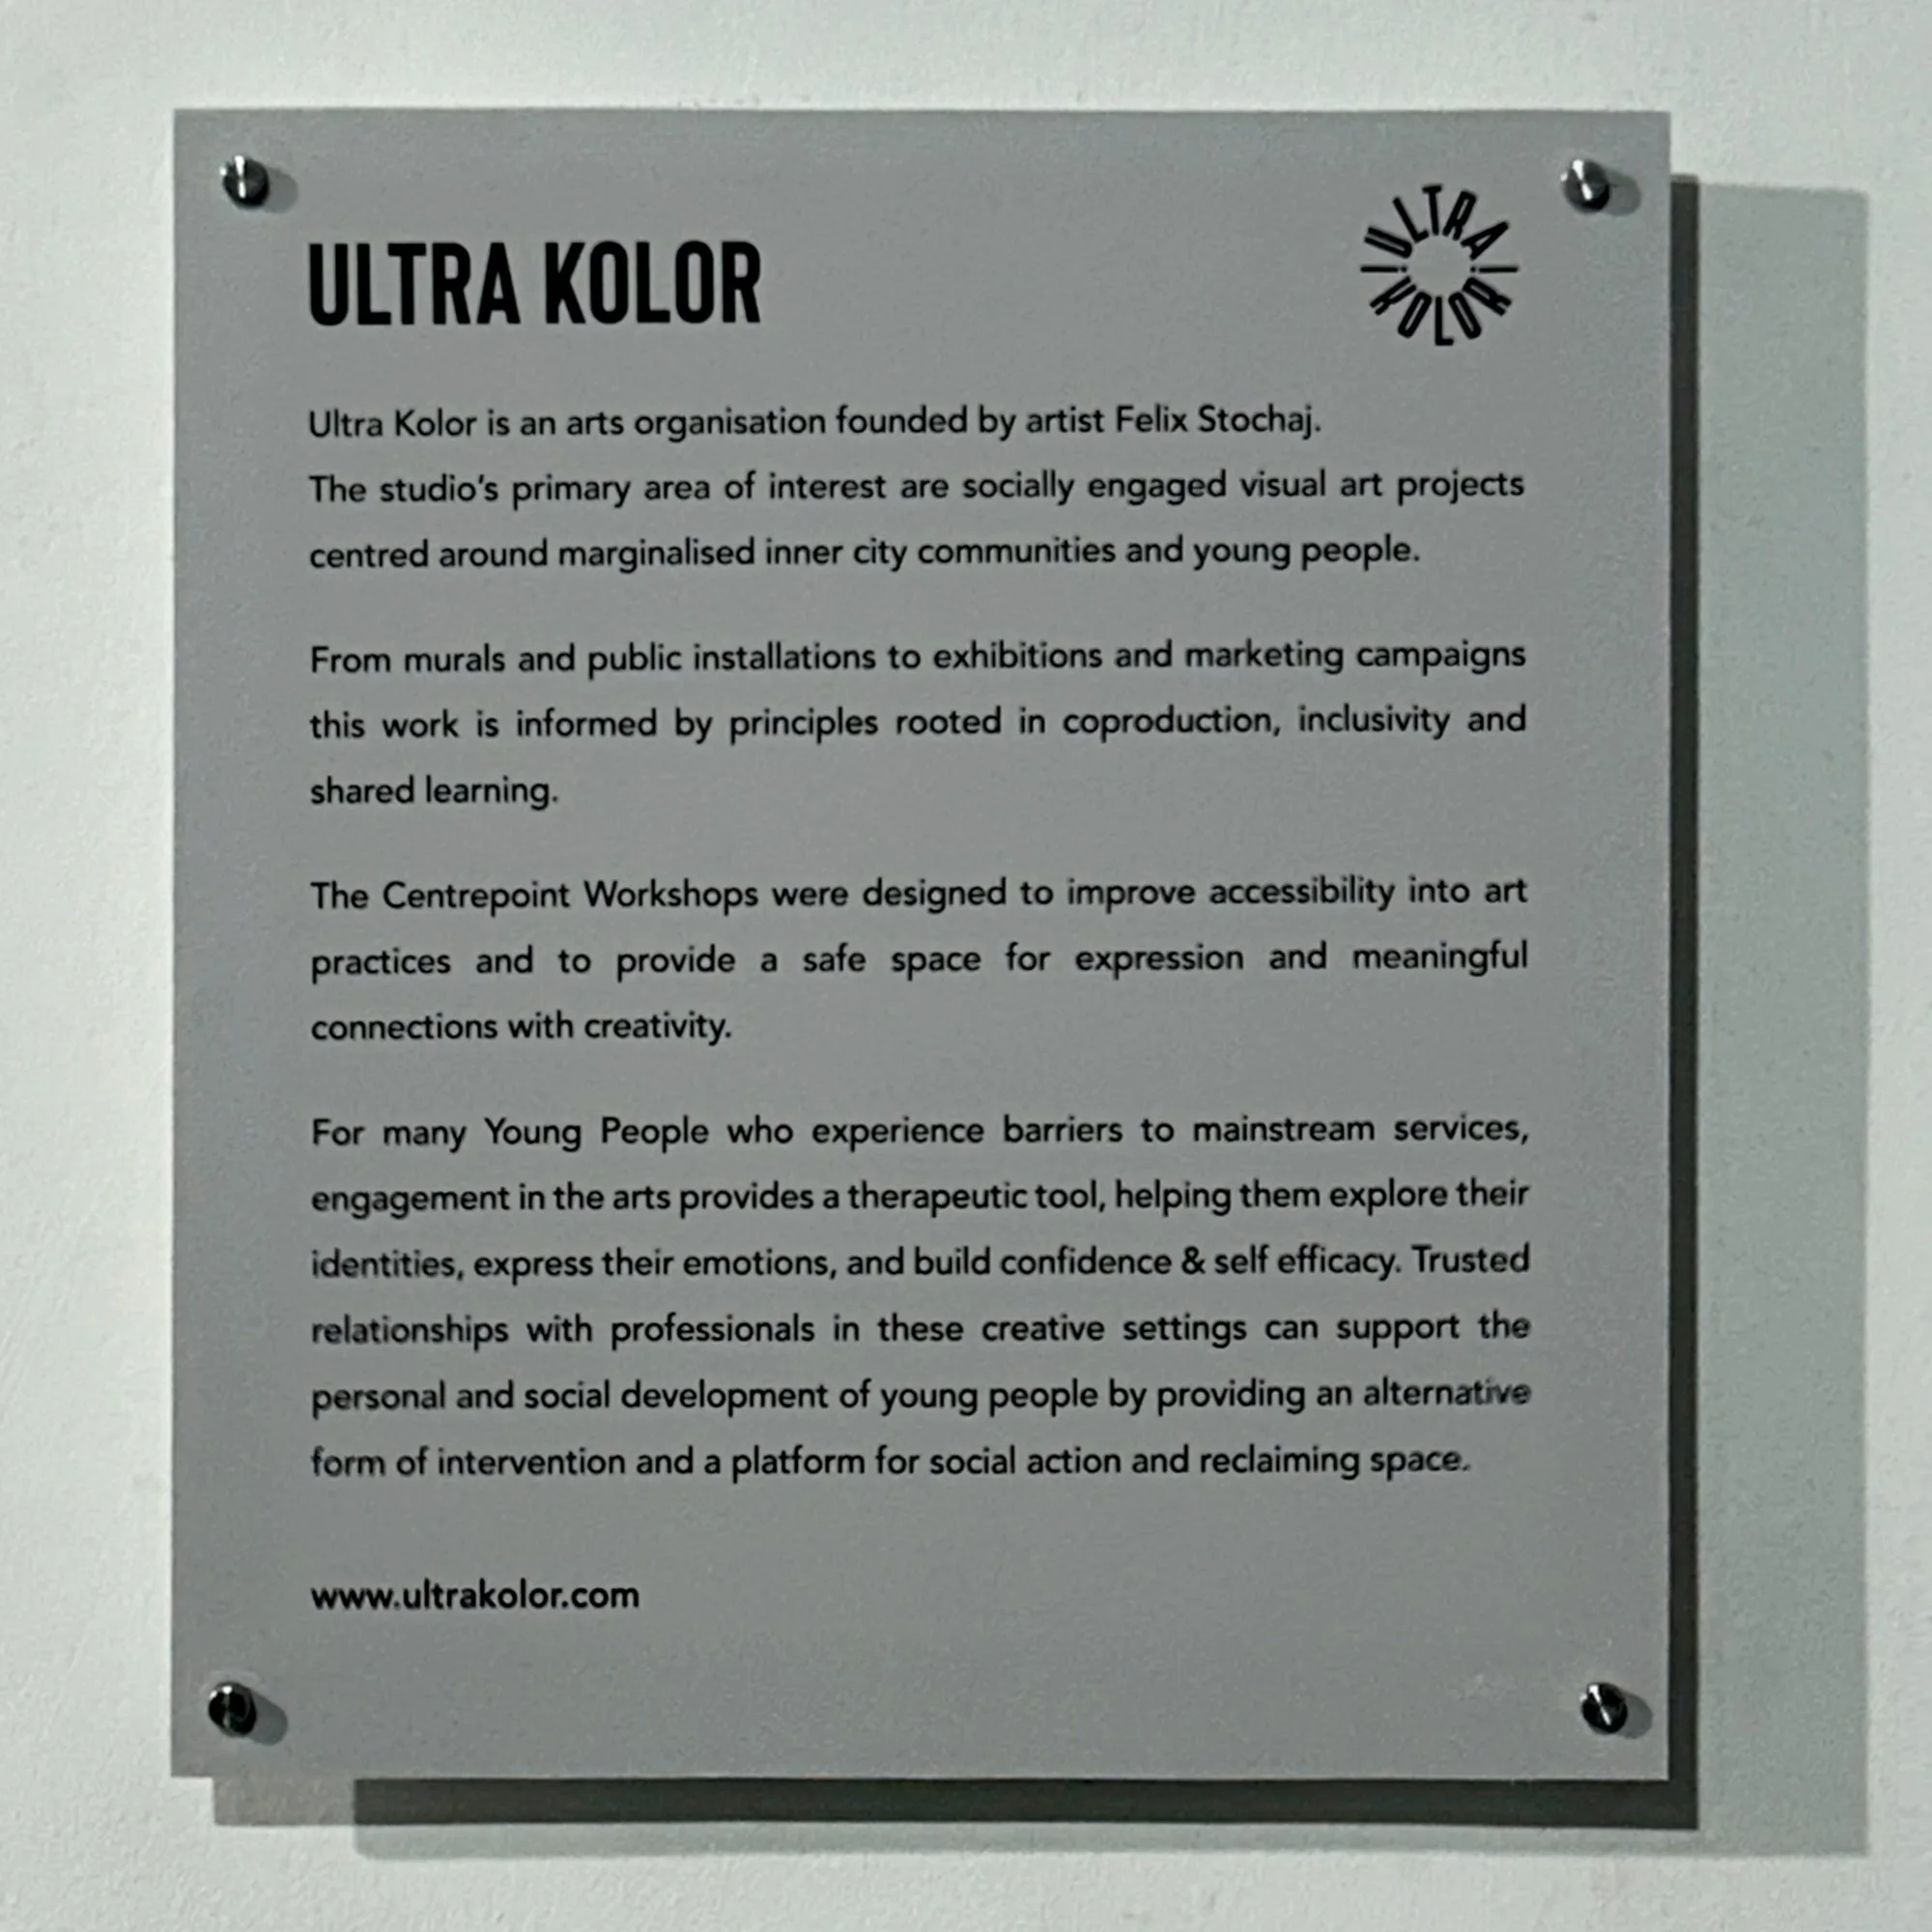 ULTRA KOLOR
ULTRA
KOLOR
Ultra Kolor is an arts organisation founded by artist Felix Stochaj.
The studio's primary area of interest are socially engaged visual art projects
centred around marginalised inner city communities and young people.
From murals and public installations to exhibitions and marketing campaigns
this work is informed by principles rooted in coproduction, inclusivity and
shared learning.
The Centrepoint Workshops were designed to improve accessibility into art
practices and to provide a safe space for expression and meaningful
connections with creativity.
For many Young People who experience barriers to mainstream services,
engagement in the arts provides a therapeutic tool, helping them explore their
identities, express their emotions, and build confidence & self efficacy. Trusted
relationships with professionals in these creative settings can support the
personal and social development of young people by providing an alternative
form of intervention and a platform for social action and reclaiming space.
www.ultrakolor.com